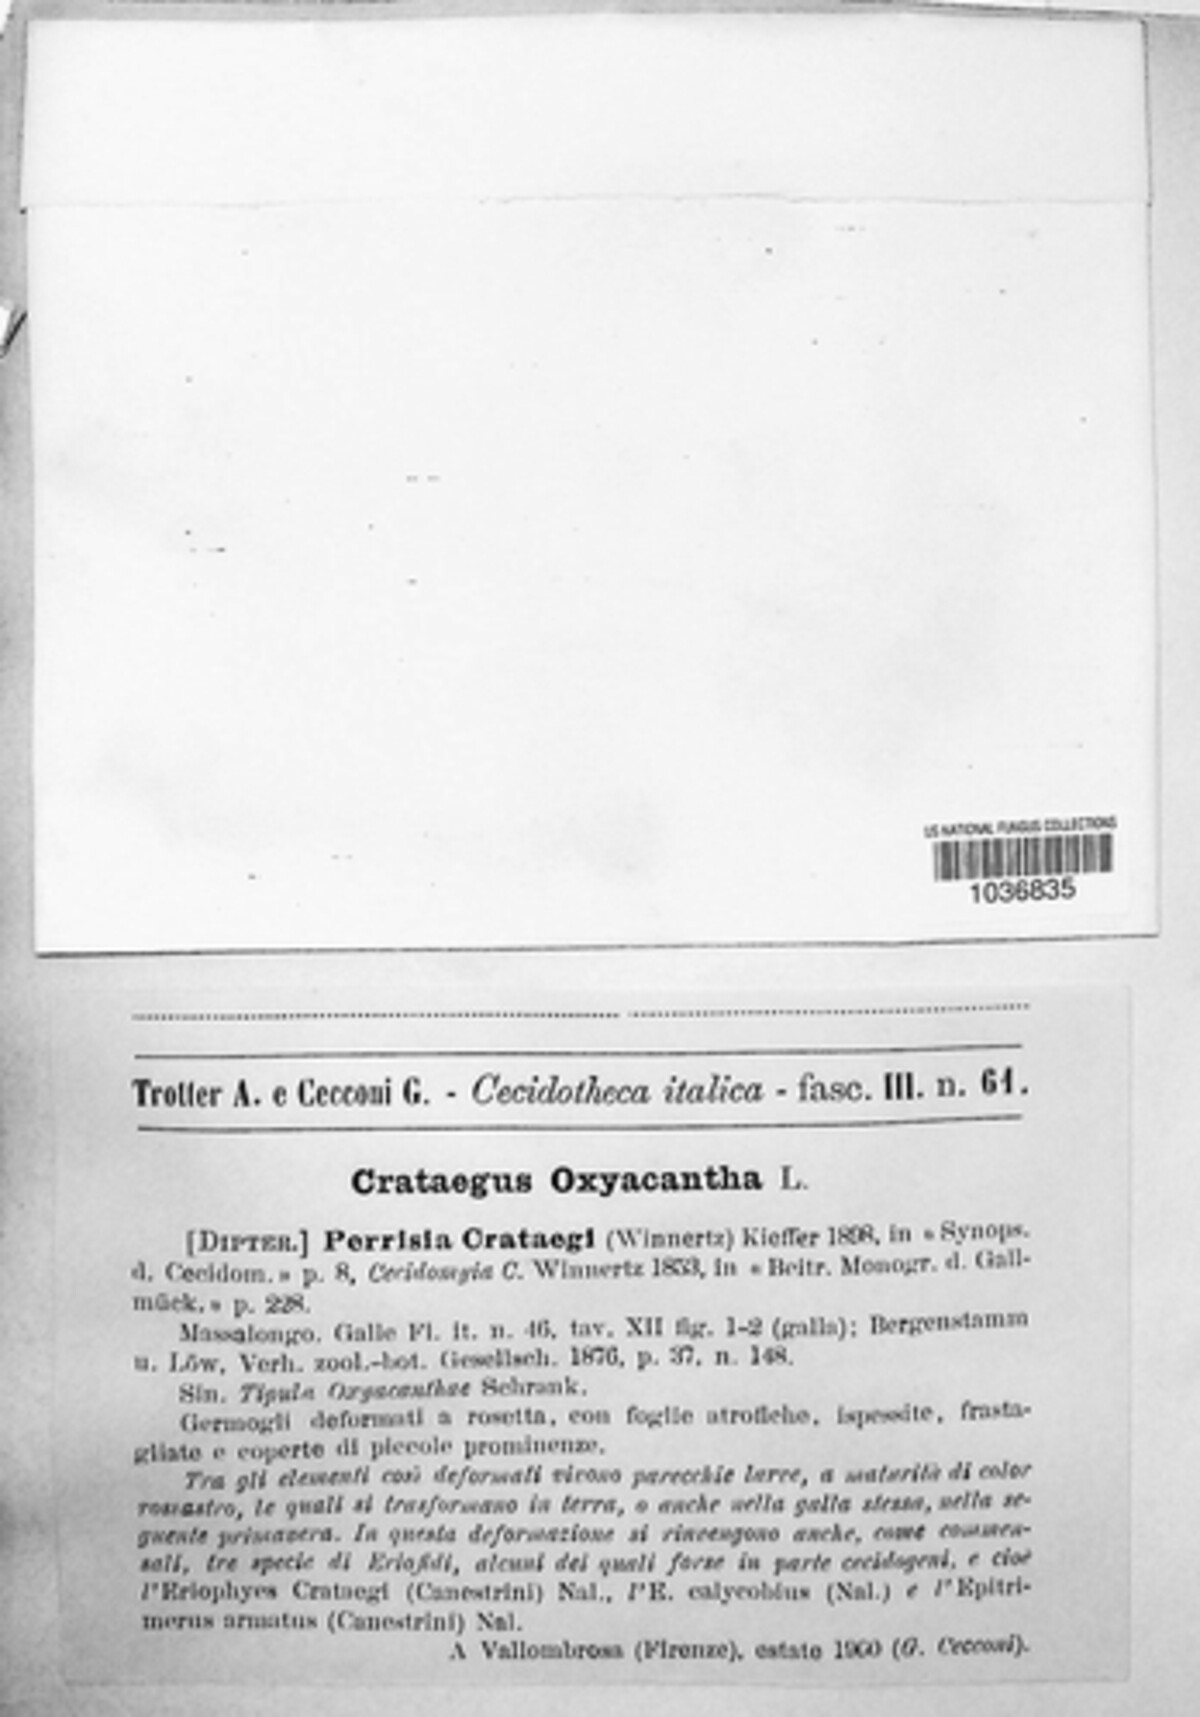 US NATIONAL FUNGUS COLLECTIONS
1036835
Trotter A. e Cecconi G. - Cecidotheca italica - fasc. III. n. 61.
Crataegus Oxyacantha L.
[DIPTER.] Perrisia Crataegi (Winnertz) Kieffer 1898, in « Synops.
d. Cecidom. » p. 8, Cecidomyia C. Winnertz 1853, in « Beitr. Monogr. d. Gall-
mück. » p. 228.
Massalongo, Galle Fl. it. n. 46, tav. XII fig. 1-2 (galla); Bergenstamm
u. Löw, Verh. zool.-bot. Gesellsch. 1876, p. 37, n. 148.
Sin. Tipula Oxyacanthae Schrank.
Germogli deformati a rosetta, con foglie atrofiche, ispessite, frasta-
gliate e coperte di piccole prominenze.
Tra gli elementi così deformati vivono parecchie larve, a maturità di color
rossastro, le quali si trasformano in terra, o anche nella galla stessa, nella se-
guente primavera. In questa deformazione si rinvengono anche, come commen-
sali, tre specie di Eriofidi, alcuni dei quali forse in parte cecidogeni, e cioè
l'Eriophyes Crataegi (Canestrini) Nal., l'E. calycobius (Nal.) e l'Epitri-
merus armatus (Canestrini) Nal.
A Vallombrosa (Firenze), estate 1900 (G. Cecconi).